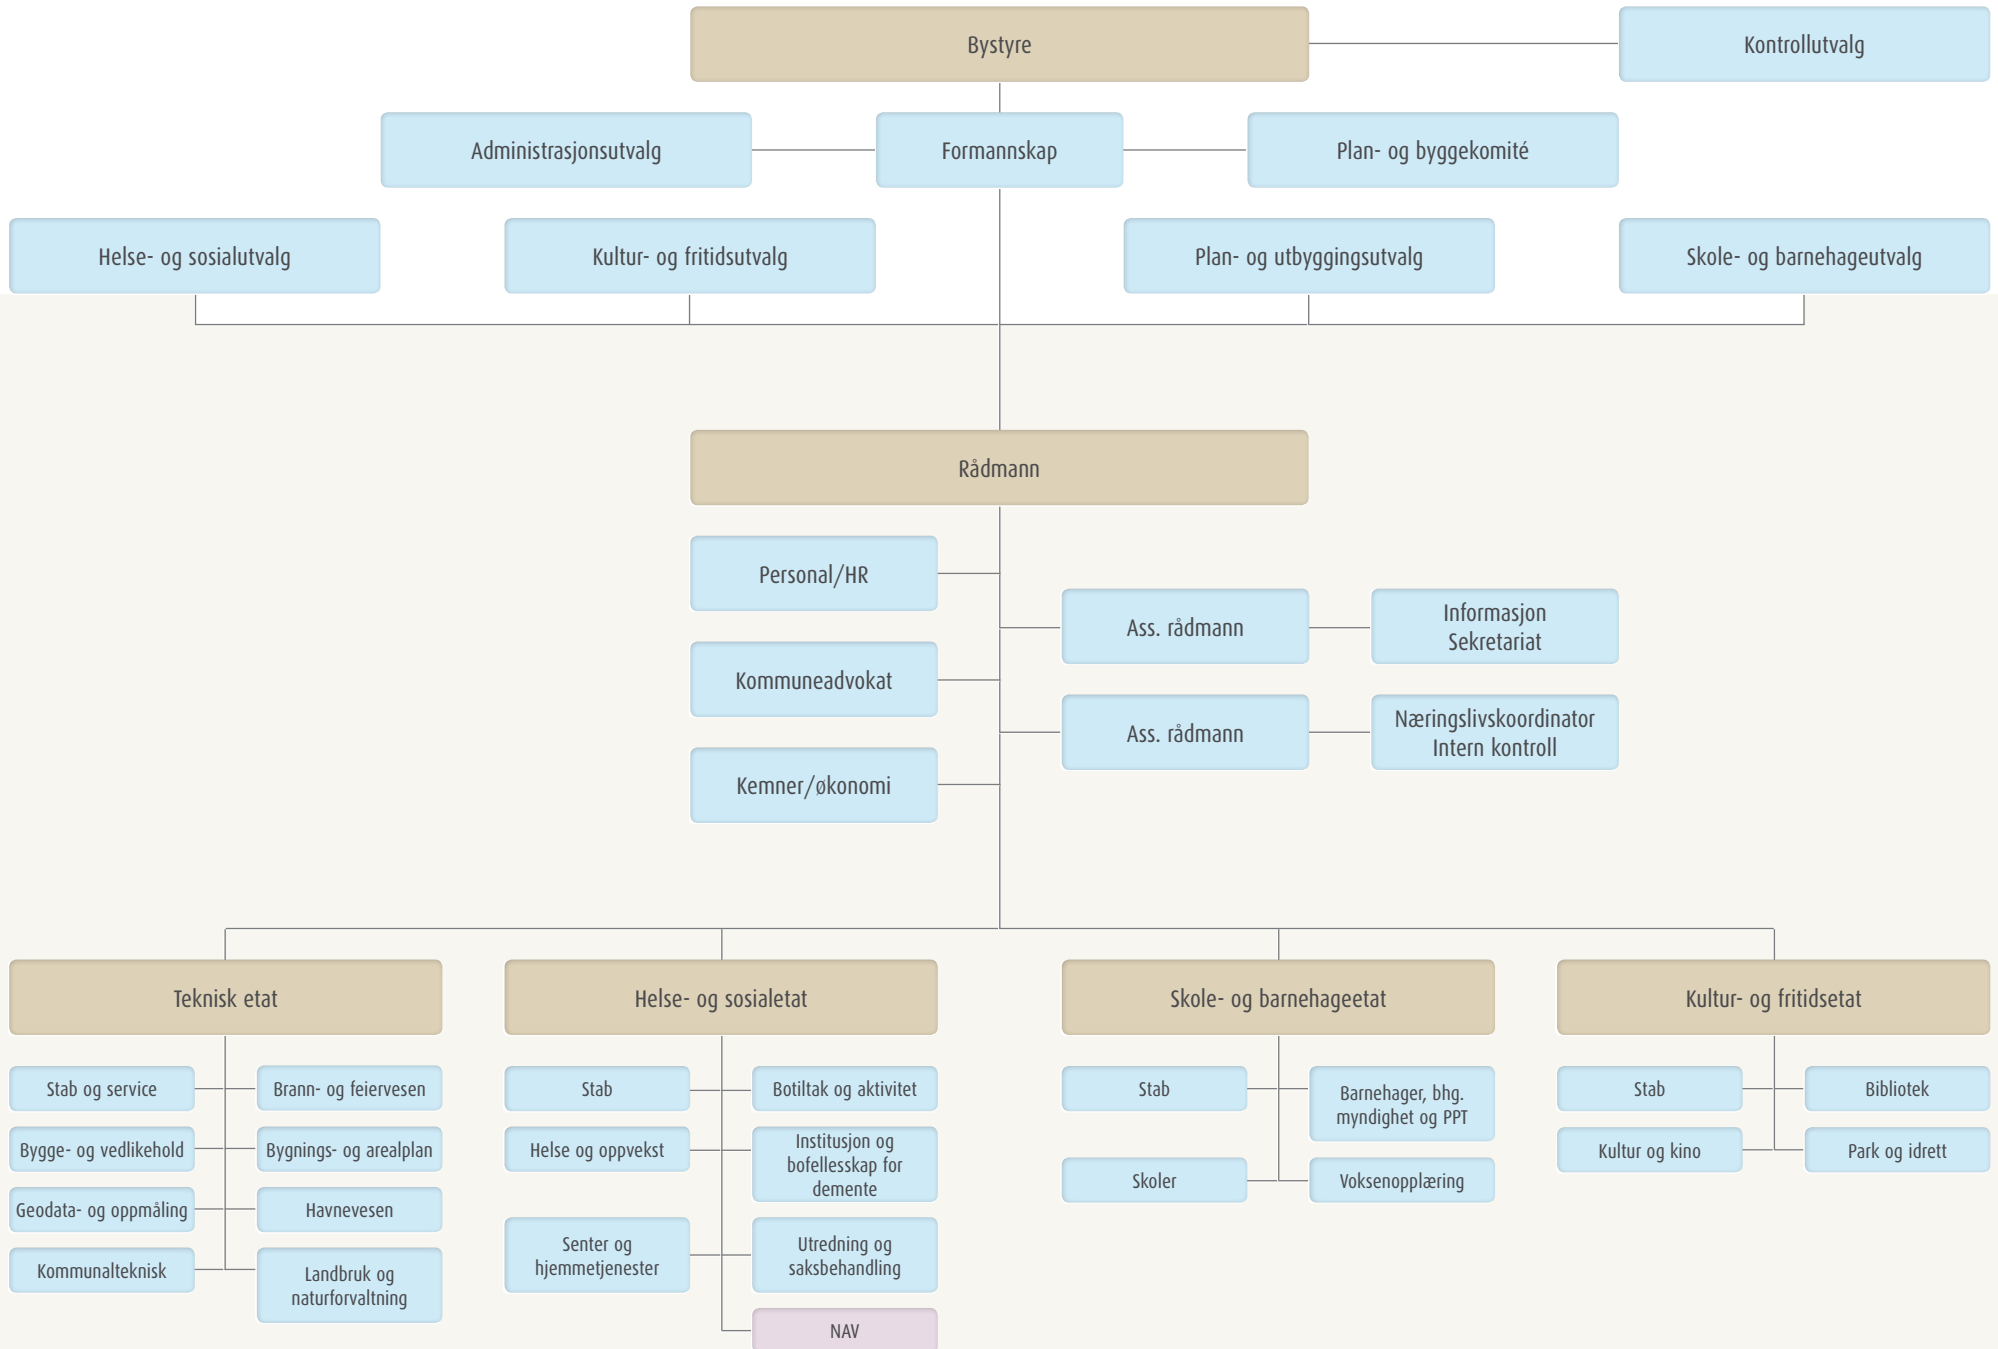 Bystyre
Kontrollutvalg
Administrasjonsutvalg
Formannskap
Plan- og byggekomité
Helse- og sosialutvalg
Kultur- og fritidsutvalg
Plan- og utbyggingsutvalg
Skole- og barnehageutvalg
Rådmann
Personal/HR
Ass. rådmann
Informasjon
Sekretariat
Kommuneadvokat
Ass. rådmann
Næringslivskoordinator
Intern kontroll
Kemner/økonomi
Teknisk etat
Stab og service
Brann- og feiervesen
Bygge- og vedlikehold
Bygnings- og arealplan
Geodata- og oppmåling
Havnevesen
Kommunalteknisk
Landbruk og
naturforvaltning
Helse- og sosialetat
Stab
Botiltak og aktivitet
Helse og oppvekst
Institusjon og
bofellesskap for
demente
Senter og
hjemmetjenester
Utredning og
saksbehandling
NAV
Skole- og barnehageetat
Stab
Barnehager, bhg.
myndighet og PPT
Skoler
Voksenopplæring
Kultur- og fritidsetat
Stab
Bibliotek
Kultur og kino
Park og idrett